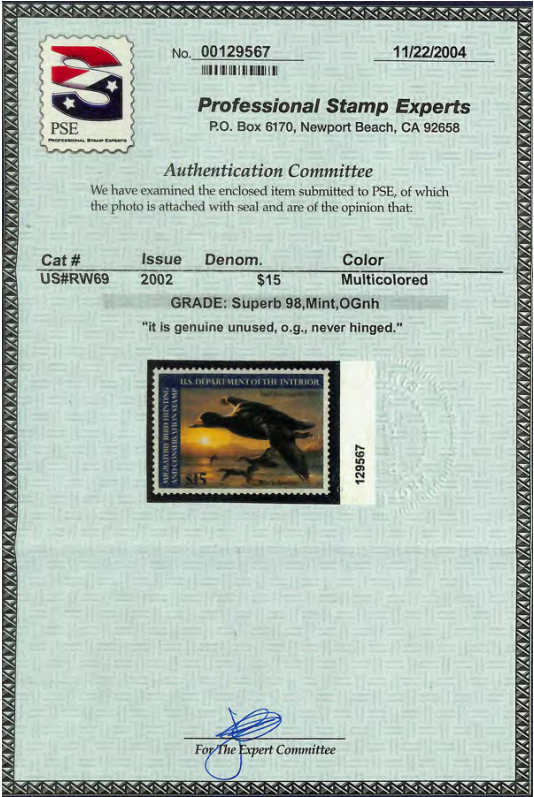 No. 00129567
11/22/2004
PSE
PROFESSIONAL STAMP EXPERTS
Professional Stamp Experts
P.O. Box 6170, Newport Beach, CA 92658
Authentication Committee
We have examined the enclosed item submitted to PSE, of which
the photo is attached with seal and are of the opinion that:
Cat # Issue Denom. Color
US#RW69 2002 $15 Multicolored
GRADE: Superb 98,Mint,OGnh
"it is genuine unused, o.g., never hinged."
U.S. DEPARTMENT OF THE INTERIOR
MIGRATORY BIRD HUNTING
AND CONSERVATION STAMP
$15
129567
For The Expert Committee